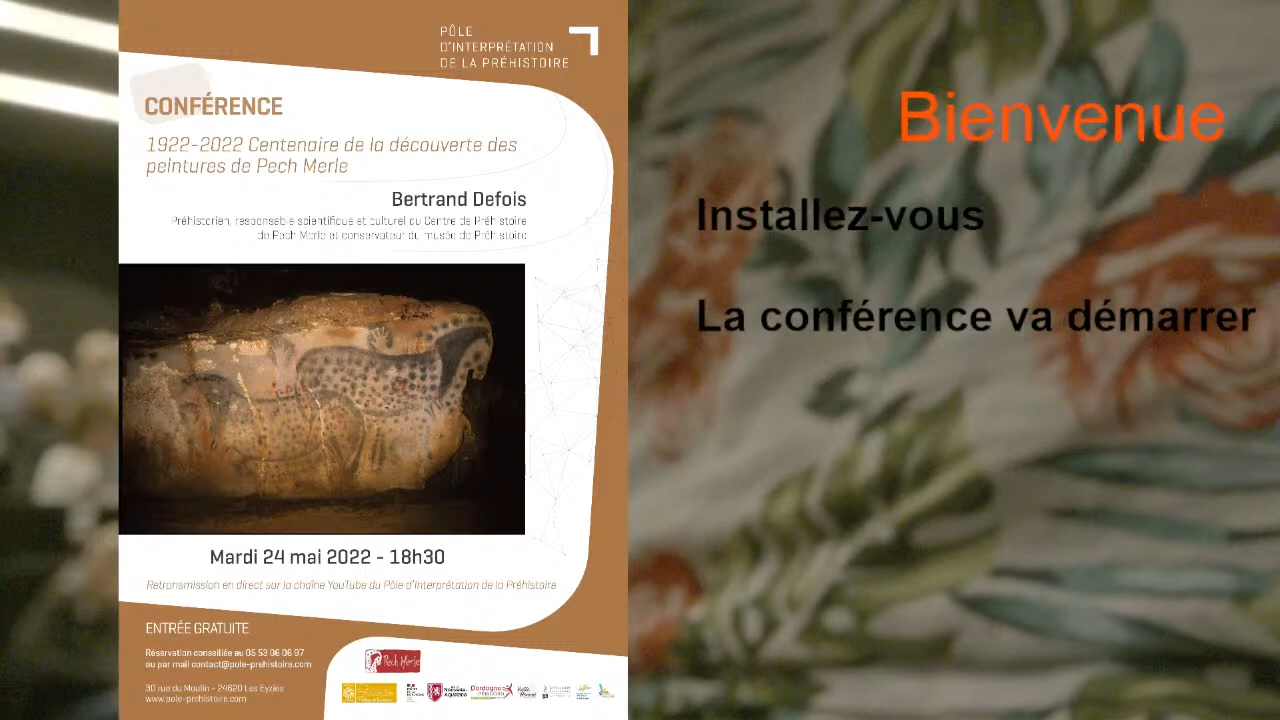 PÔLE
D'INTERPRÉTATION
DE LA PRÉHISTOIRE
CONFÉRENCE
1922-2022 Centenaire de la découverte des
peintures de Pech Merle
Bertrand Defois
Préhistorien, responsable scientifique et culturel du Centre de Préhistoire
de Pech Merle et conservateur du musée de Préhistoire
Mardi 24 mai 2022 - 18h30
Retransmission en direct sur la chaîne YouTube du Pôle d'Interprétation de la Préhistoire
ENTRÉE GRATUITE
Réservation conseillée au 05 53 06 06 97
ou par mail contact@pole-prehistoire.com
30 rue du Moulin - 24620 Les Eyzies
www.pole-prehistoire.com
Pech Merle
Dordogne
Bienvenue
Installez-vous
La conférence va démarrer